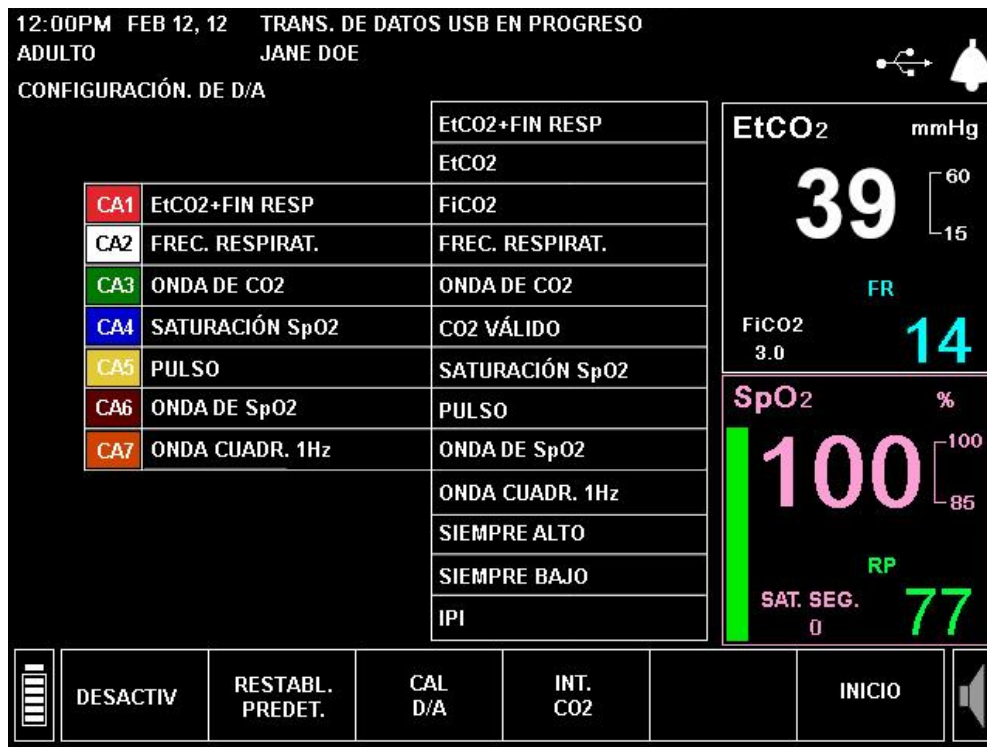 12:00PM FEB 12, 12 TRANS. DE DATOS USB EN PROGRESO
ADULTO JANE DOE
CONFIGURACIÓN. DE D/A
CA1 EtCO2+FIN RESP
CA2 FREC. RESPIRAT.
CA3 ONDA DE CO2
CA4 SATURACIÓN SpO2
CA5 PULSO
CA6 ONDA DE SpO2
CA7 ONDA CUADR. 1Hz
EtCO2+FIN RESP
EtCO2
FiCO2
FREC. RESPIRAT.
ONDA DE CO2
CO2 VÁLIDO
SATURACIÓN SpO2
PULSO
ONDA DE SpO2
ONDA CUADR. 1Hz
SIEMPRE ALTO
SIEMPRE BAJO
IPI
EtCO2 mmHg
39
60
15
FR
FiCO2
3.0
14
SpO2 %
100
100
85
RP
SAT. SEG.
0
77
DESACTIV
RESTABL.
PREDET.
CAL
D/A
INT.
CO2
INICIO